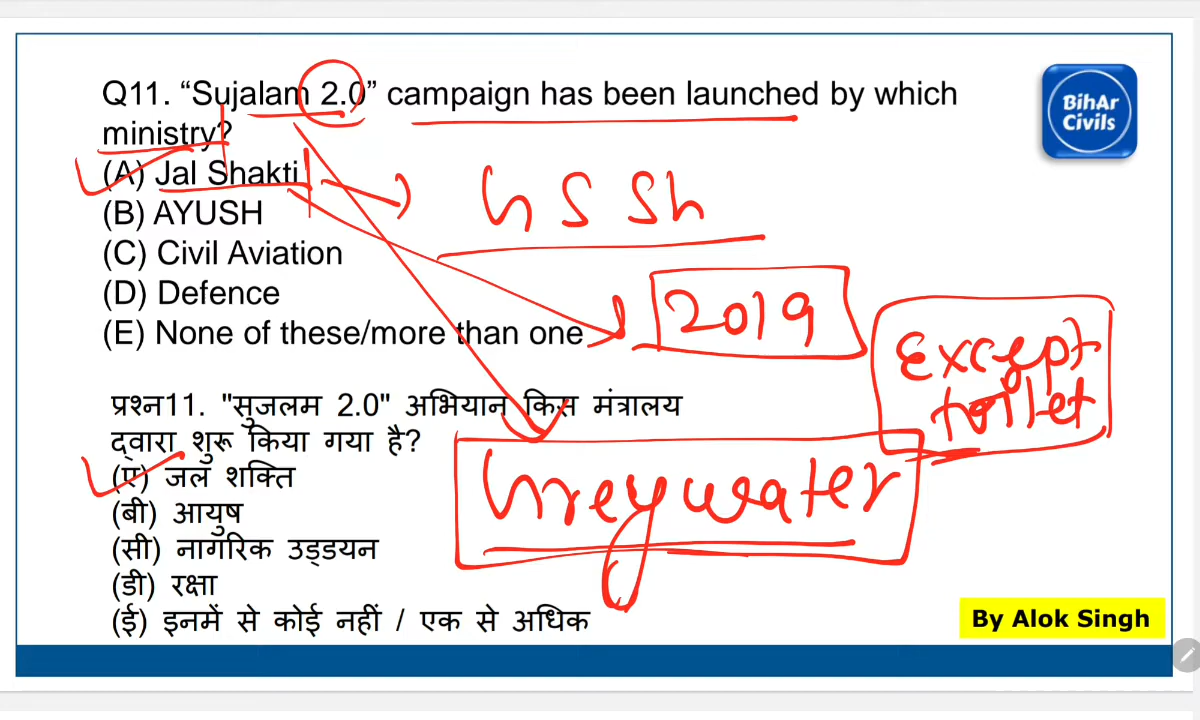 Q11. “Sujalam 2.0” campaign has been launched by which
ministry?
(A) Jal Shakti
(B) AYUSH
(C) Civil Aviation
(D) Defence
(E) None of these/more than one
BihAr
Civils
GSSh
2019
Except
toilet
Greywater
प्रश्न11. "सुजलम 2.0" अभियान किस मंत्रालय
द्वारा शुरू किया गया है?
(ए) जल शक्ति
(बी) आयुष
(सी) नागरिक उड्डयन
(डी) रक्षा
(ई) इनमें से कोई नहीं / एक से अधिक
By Alok Singh